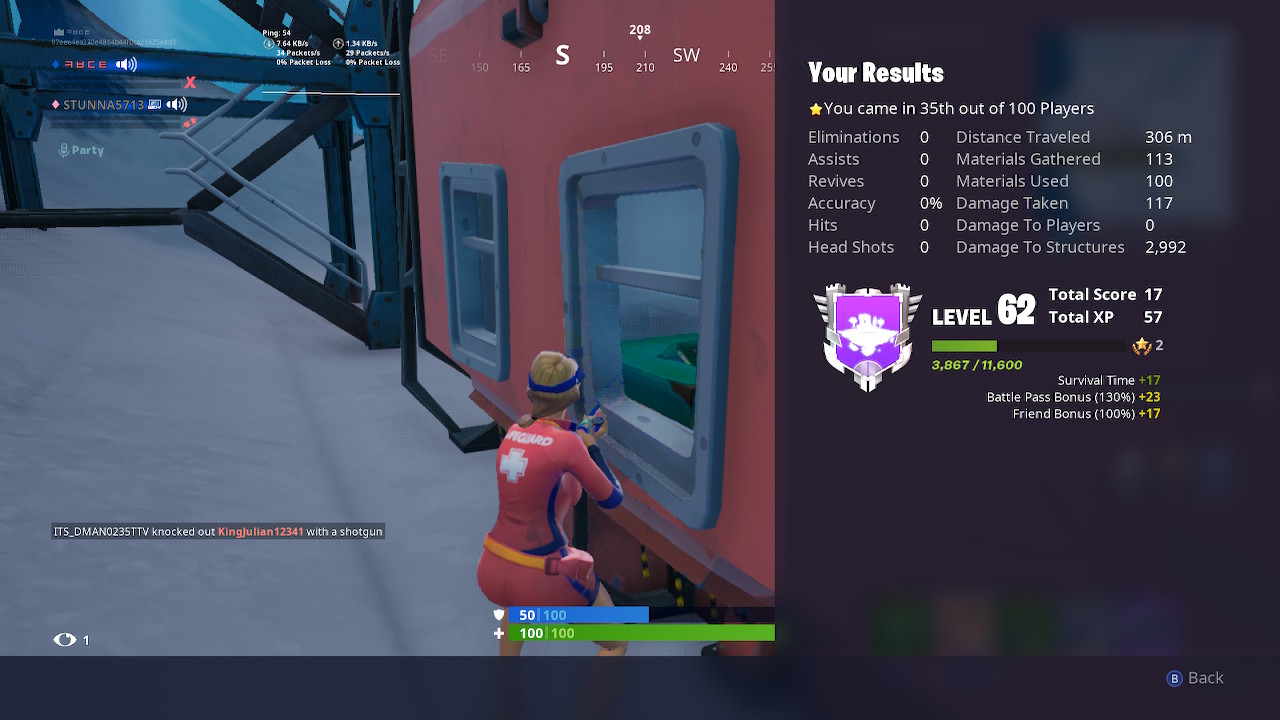 Ping: 54
7.64 KB/s 1.34 KB/s
34 Packets/s 29 Packets/s
0% Packet Loss 0% Packet Loss
STUNNA5713
Party
208
SE 150 165 S 195 210 SW 240
SAFEGUARD
ITS_DMAN0235TTV knocked out KingJulian12341 with a shotgun
50 | 100
100 | 100
1
Your Results
You came in 35th out of 100 Players
Eliminations 0 Distance Traveled 306 m
Assists 0 Materials Gathered 113
Revives 0 Materials Used 100
Accuracy 0% Damage Taken 117
Hits 0 Damage To Players 0
Head Shots 0 Damage To Structures 2,992
LEVEL 62
Total Score 17
Total XP 57
2
3,867 / 11,600
Survival Time +17
Battle Pass Bonus (130%) +23
Friend Bonus (100%) +17
B Back